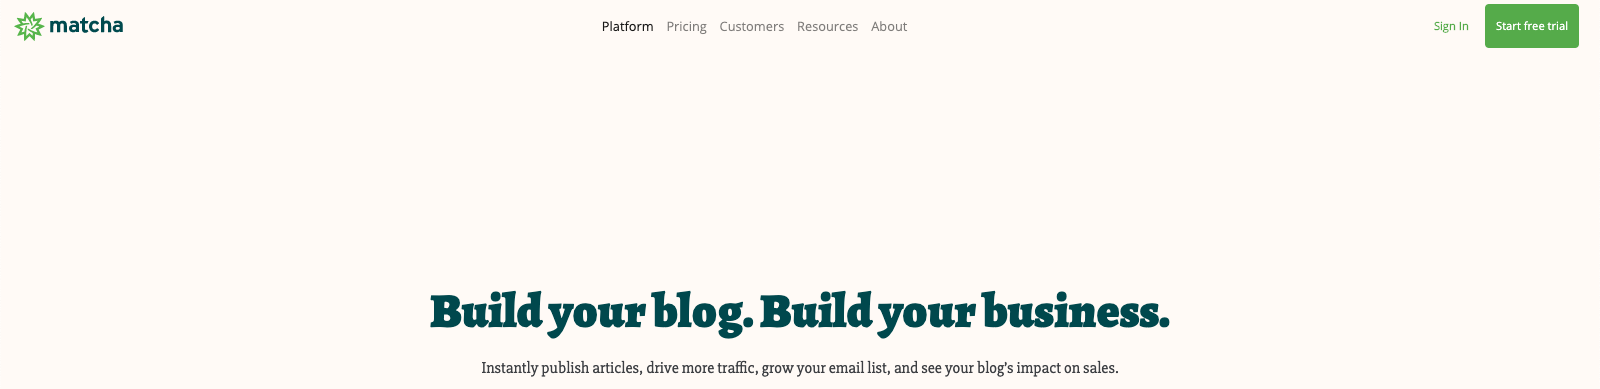 matcha Platform Pricing Customers Resources About Sign In Start free trial
Build your blog. Build your business.
Instantly publish articles, drive more traffic, grow your email list, and see your blog's impact on sales.